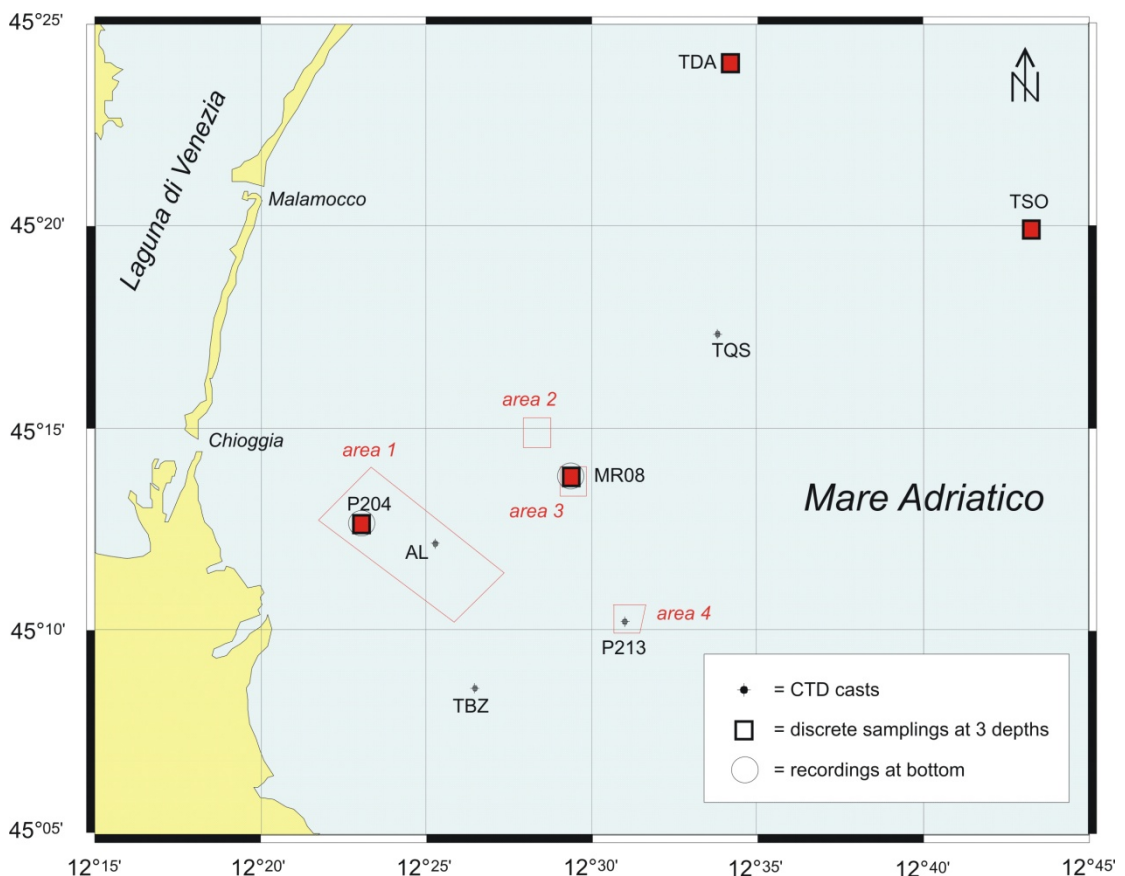 45°25'
TDA
N
Laguna di Venezia
Malamocco
TSO
45°20'
TQS
area 2
45°15'
Chioggia
area 1
MR08
Mare Adriatico
P204
area 3
AL
45°10'
area 4
P213
TBZ
= CTD casts
= discrete samplings at 3 depths
= recordings at bottom
45°05'
12°15' 12°20' 12°25' 12°30' 12°35' 12°40' 12°45'